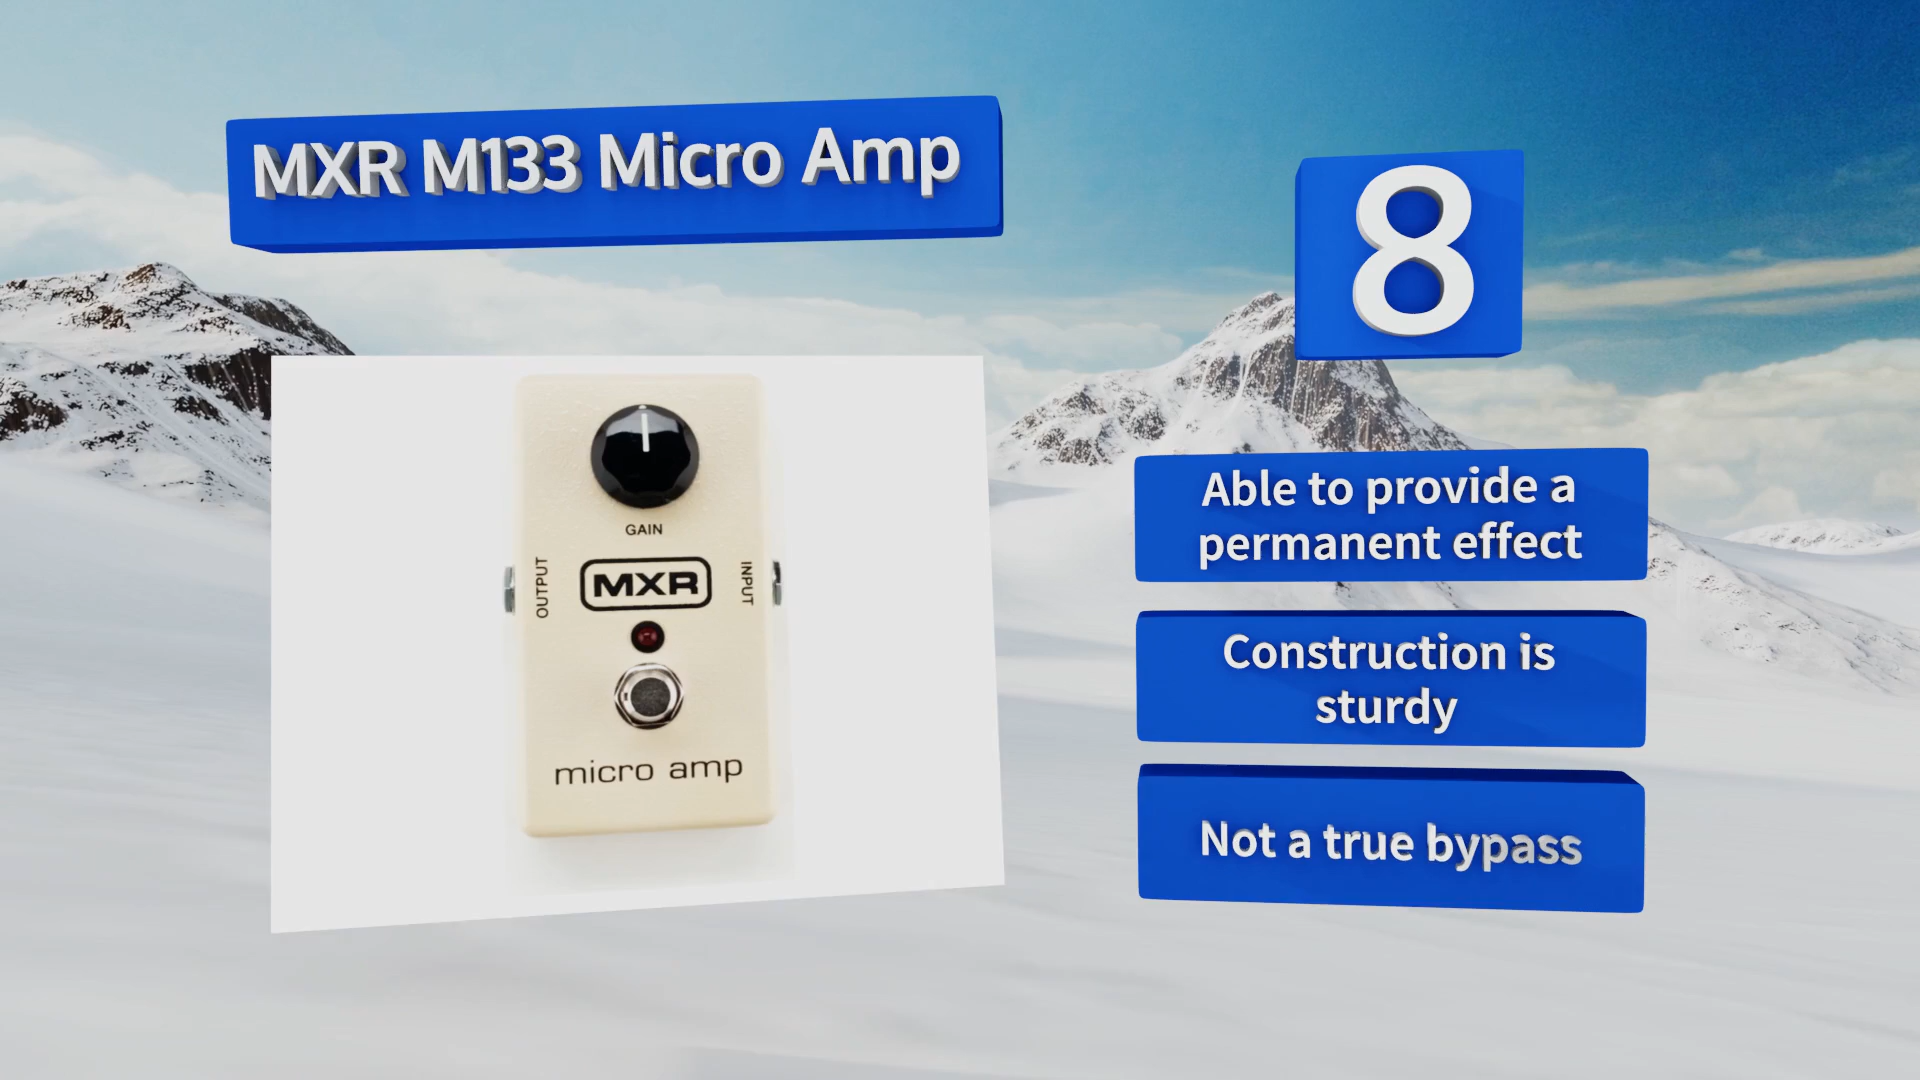 MXR M133 Micro Amp
8
GAIN
OUTPUT
INPUT
MXR
micro amp
Able to provide a
permanent effect
Construction is
sturdy
Not a true bypass